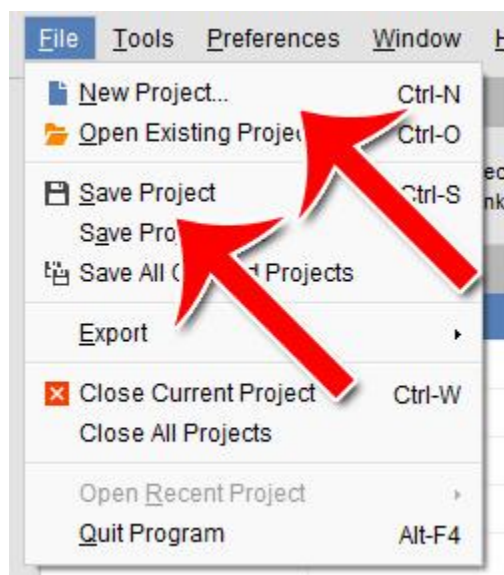 File Tools Preferences Window H
New Project... Ctrl-N
Open Existing Ctrl-O
Save Project Ctrl-S
Save
Save All Projects
Export
Close Current Project Ctrl-W
Close All Projects
Open Recent Project
Quit Program Alt-F4